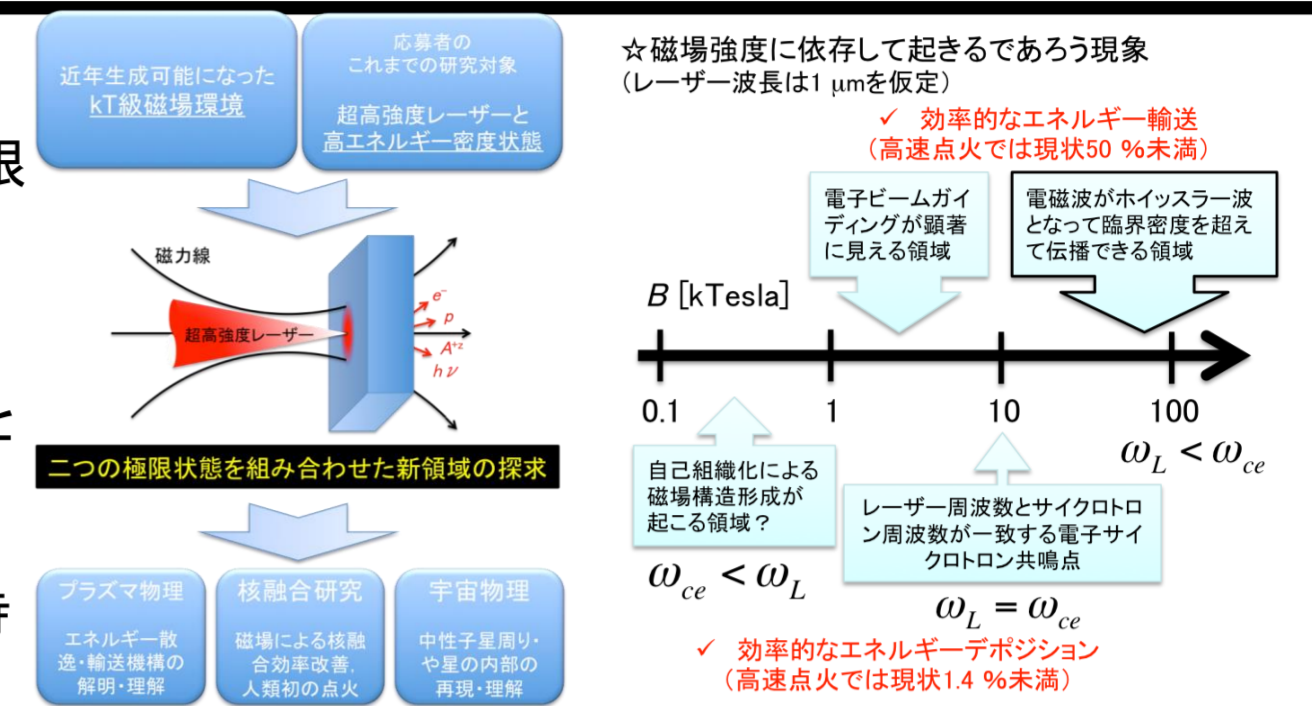 近年生成可能になった
kT級磁場環境
応募者の
これまでの研究対象
超高強度レーザーと
高エネルギー密度状態
限
磁力線
超高強度レーザー
e⁻
p
A⁺ᶻ
hν
二つの極限状態を組み合わせた新領域の探求
プラズマ物理
エネルギー散
逸・輸送機構の
解明・理解
核融合研究
磁場による核融
合効率改善,
人類初の点火
宇宙物理
中性子星周り・
や星の内部の
再現・理解
☆磁場強度に依存して起きるであろう現象
(レーザー波長は1 μmを仮定)
✓ 効率的なエネルギー輸送
(高速点火では現状50 %未満)
電子ビームガイ
ディングが顕著
に見える領域
電磁波がホイッスラー波
となって臨界密度を超え
て伝播できる領域
B [kTesla]
0.1
1
10
100
ω_L < ω_ce
自己組織化による
磁場構造形成が
起こる領域？
ω_ce < ω_L
レーザー周波数とサイクロトロ
ン周波数が一致する電子サイ
クロトロン共鳴点
ω_L = ω_ce
✓ 効率的なエネルギーデポジション
(高速点火では現状1.4 %未満)